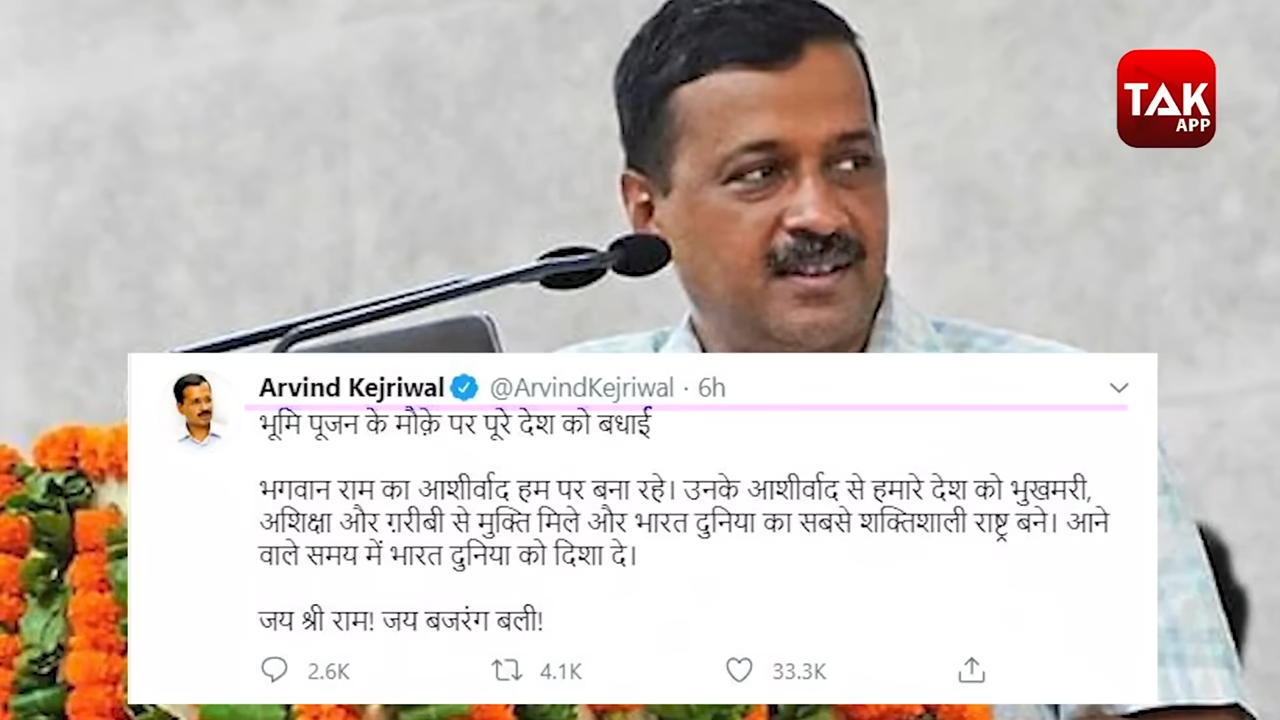 TAK
APP
Arvind Kejriwal @ArvindKejriwal · 6h
भूमि पूजन के मौक़े पर पूरे देश को बधाई
भगवान राम का आशीर्वाद हम पर बना रहे। उनके आशीर्वाद से हमारे देश को भुखमरी,
अशिक्षा और ग़रीबी से मुक्ति मिले और भारत दुनिया का सबसे शक्तिशाली राष्ट्र बने। आने
वाले समय में भारत दुनिया को दिशा दे।
जय श्री राम! जय बजरंग बली!
2.6K 4.1K 33.3K